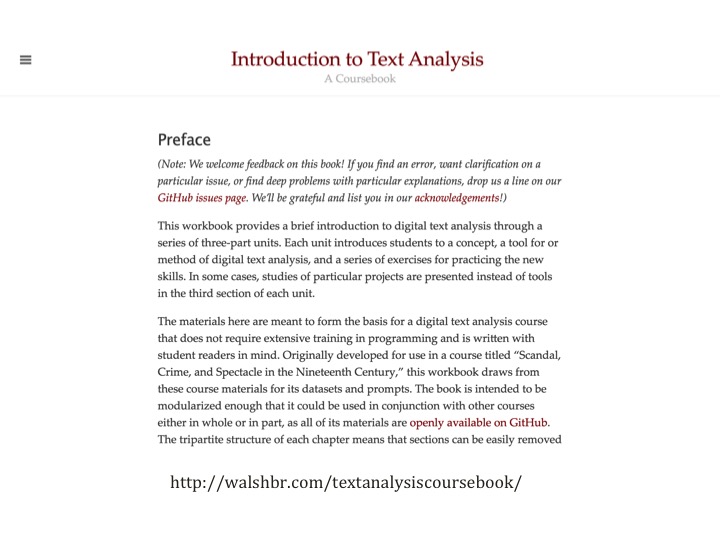 Introduction to Text Analysis
A Coursebook
Preface
(Note: We welcome feedback on this book! If you find an error, want clarification on a
particular issue, or find deep problems with particular explanations, drop us a line on our
GitHub issues page. We'll be grateful and list you in our acknowledgements!)
This workbook provides a brief introduction to digital text analysis through a
series of three-part units. Each unit introduces students to a concept, a tool for or
method of digital text analysis, and a series of exercises for practicing the new
skills. In some cases, studies of particular projects are presented instead of tools
in the third section of each unit.
The materials here are meant to form the basis for a digital text analysis course
that does not require extensive training in programming and is written with
student readers in mind. Originally developed for use in a course titled “Scandal,
Crime, and Spectacle in the Nineteenth Century,” this workbook draws from
these course materials for its datasets and prompts. The book is intended to be
modularized enough that it could be used in conjunction with other courses
either in whole or in part, as all of its materials are openly available on GitHub.
The tripartite structure of each chapter means that sections can be easily removed
http://walshbr.com/textanalysiscoursebook/